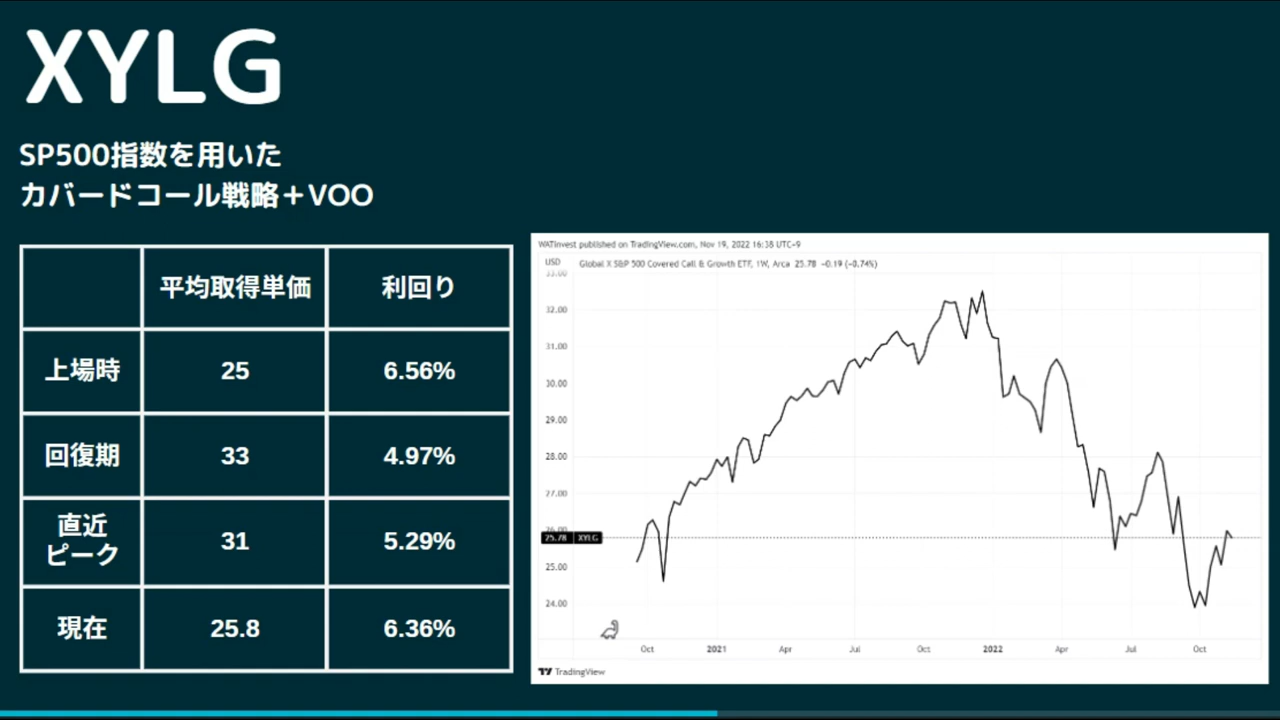 XYLG
SP500指数を用いた
カバードコール戦略＋VOO
平均取得単価 利回り
上場時 25 6.56%
回復期 33 4.97%
直近
ピーク 31 5.29%
現在 25.8 6.36%
WATinvest published on TradingView.com, Nov 19, 2022 16:38 UTC-9
USD
Global X S&P 500 Covered Call & Growth ETF, 1W, Arca 25.78 −0.19 (−0.74%)
33.00
32.00
31.00
30.00
29.00
28.00
27.00
26.00
25.78 XYLG
25.00
24.00
Oct 2021 Apr Jul Oct 2022 Apr Jul Oct
TradingView